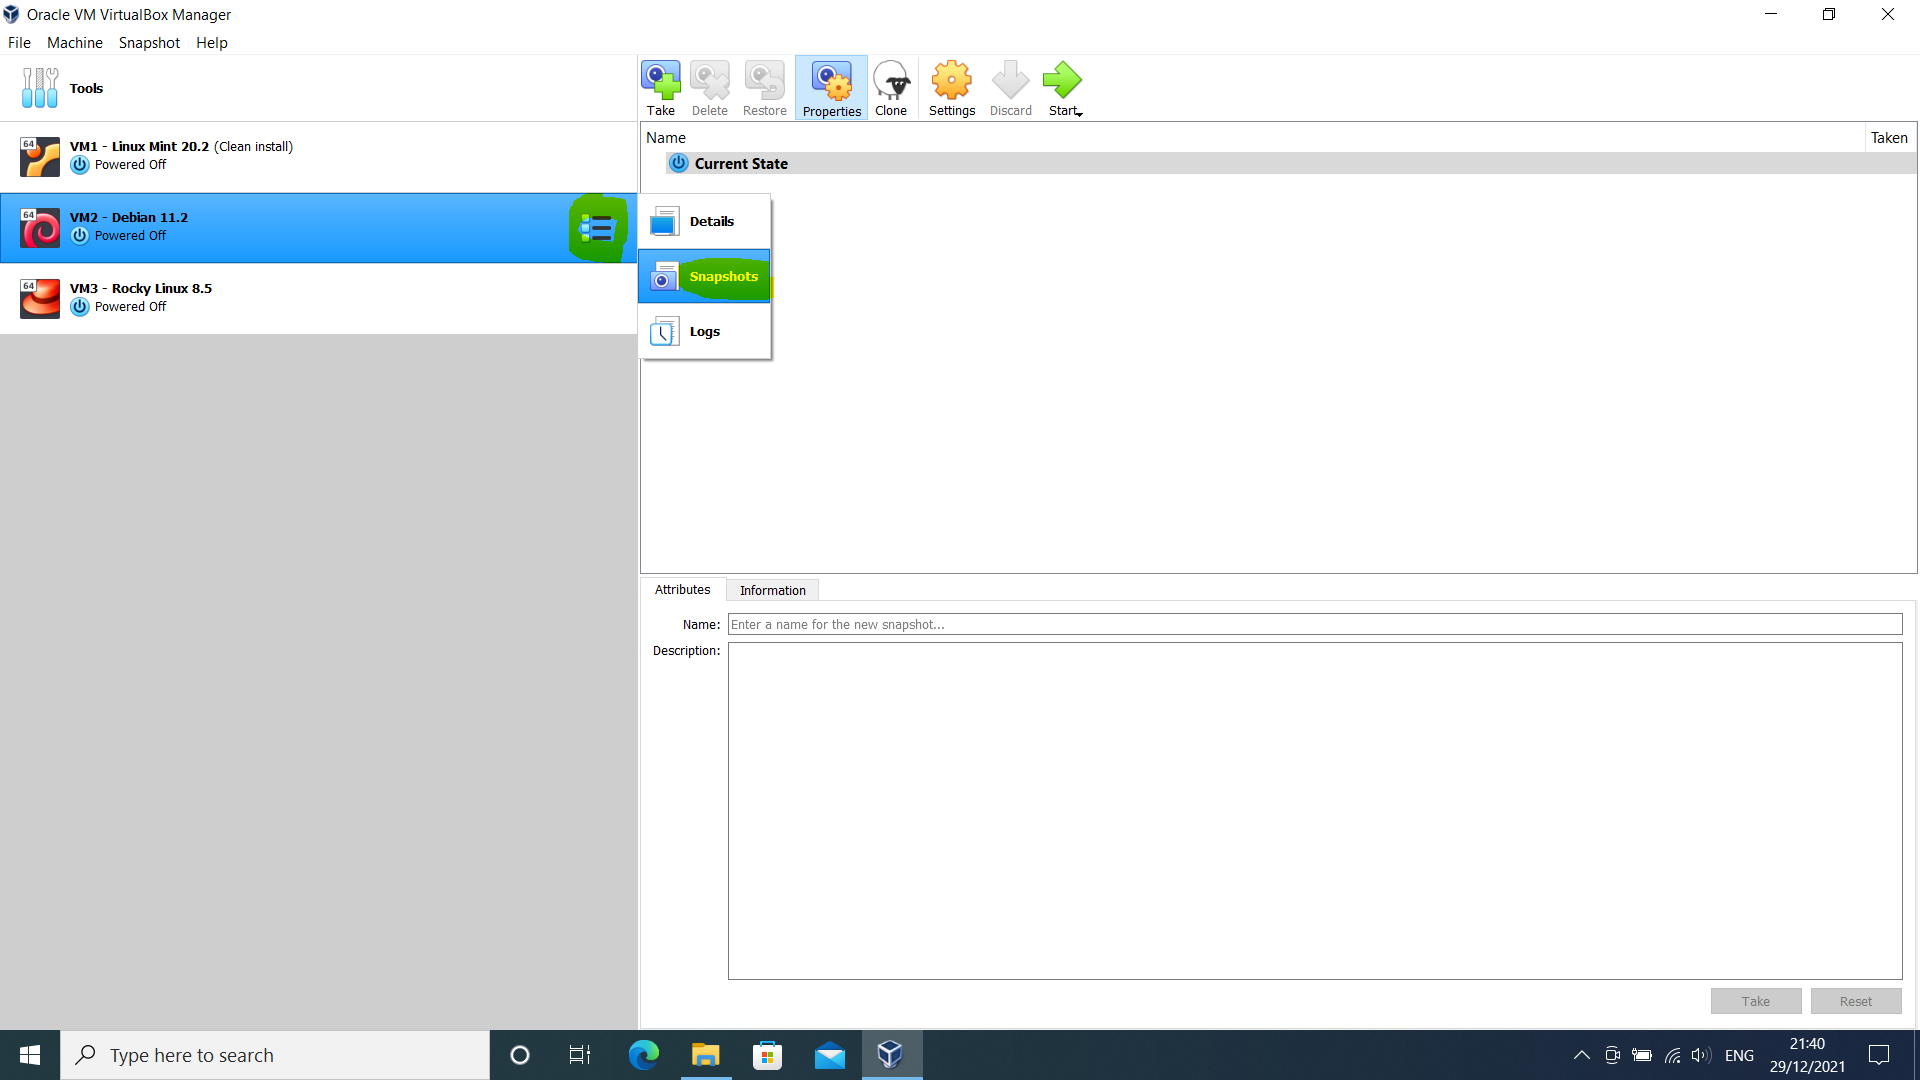 Oracle VM VirtualBox Manager
File Machine Snapshot Help
Tools
Take Delete Restore Properties Clone Settings Discard Start
Name Taken
Current State
64
VM1 - Linux Mint 20.2 (Clean install)
Powered Off
64
VM2 - Debian 11.2
Powered Off
64
VM3 - Rocky Linux 8.5
Powered Off
Details
Snapshots
Logs
Attributes Information
Name: Enter a name for the new snapshot...
Description:
Take Reset
Type here to search
ENG
21:40
29/12/2021